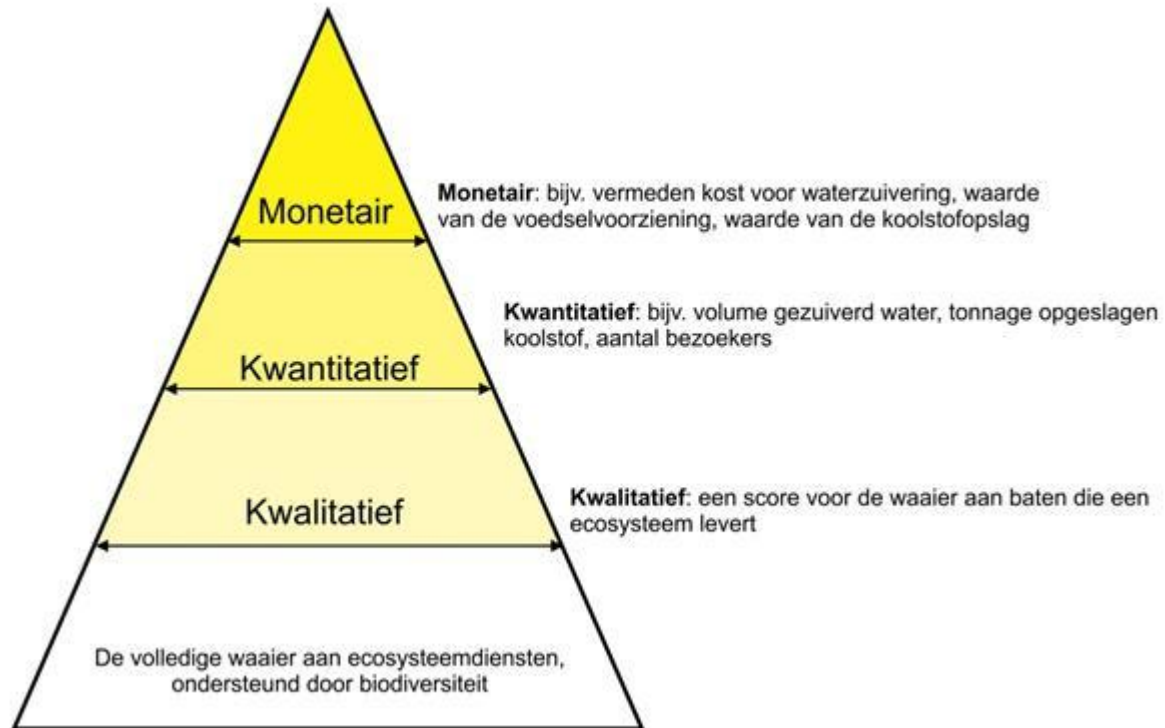 Monetair
Monetair: bijv. vermeden kost voor waterzuivering, waarde
van de voedselvoorziening, waarde van de koolstofopslag
Kwantitatief: bijv. volume gezuiverd water, tonnage opgeslagen
koolstof, aantal bezoekers
Kwantitatief
Kwalitatief
Kwalitatief: een score voor de waaier aan baten die een
ecosysteem levert
De volledige waaier aan ecosysteemdiensten,
ondersteund door biodiversiteit